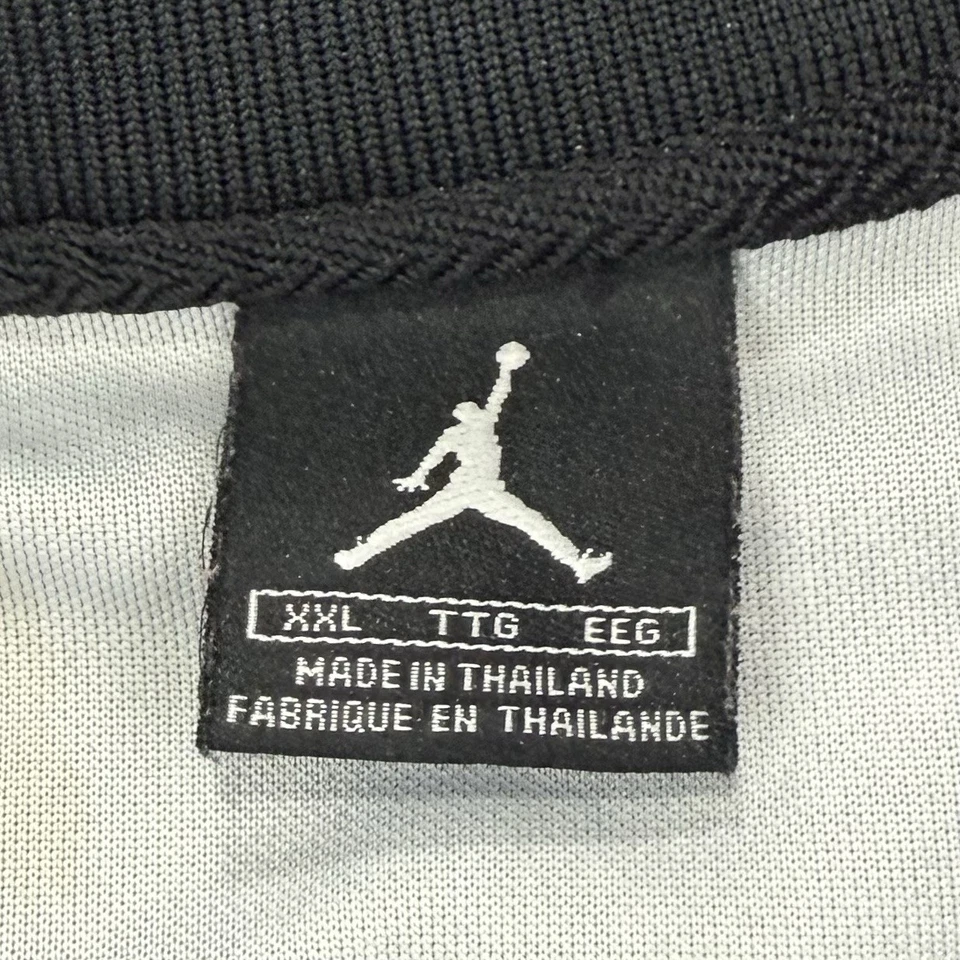 XXL TTG EEG
MADE IN THAILAND
FABRIQUE EN THAILANDE